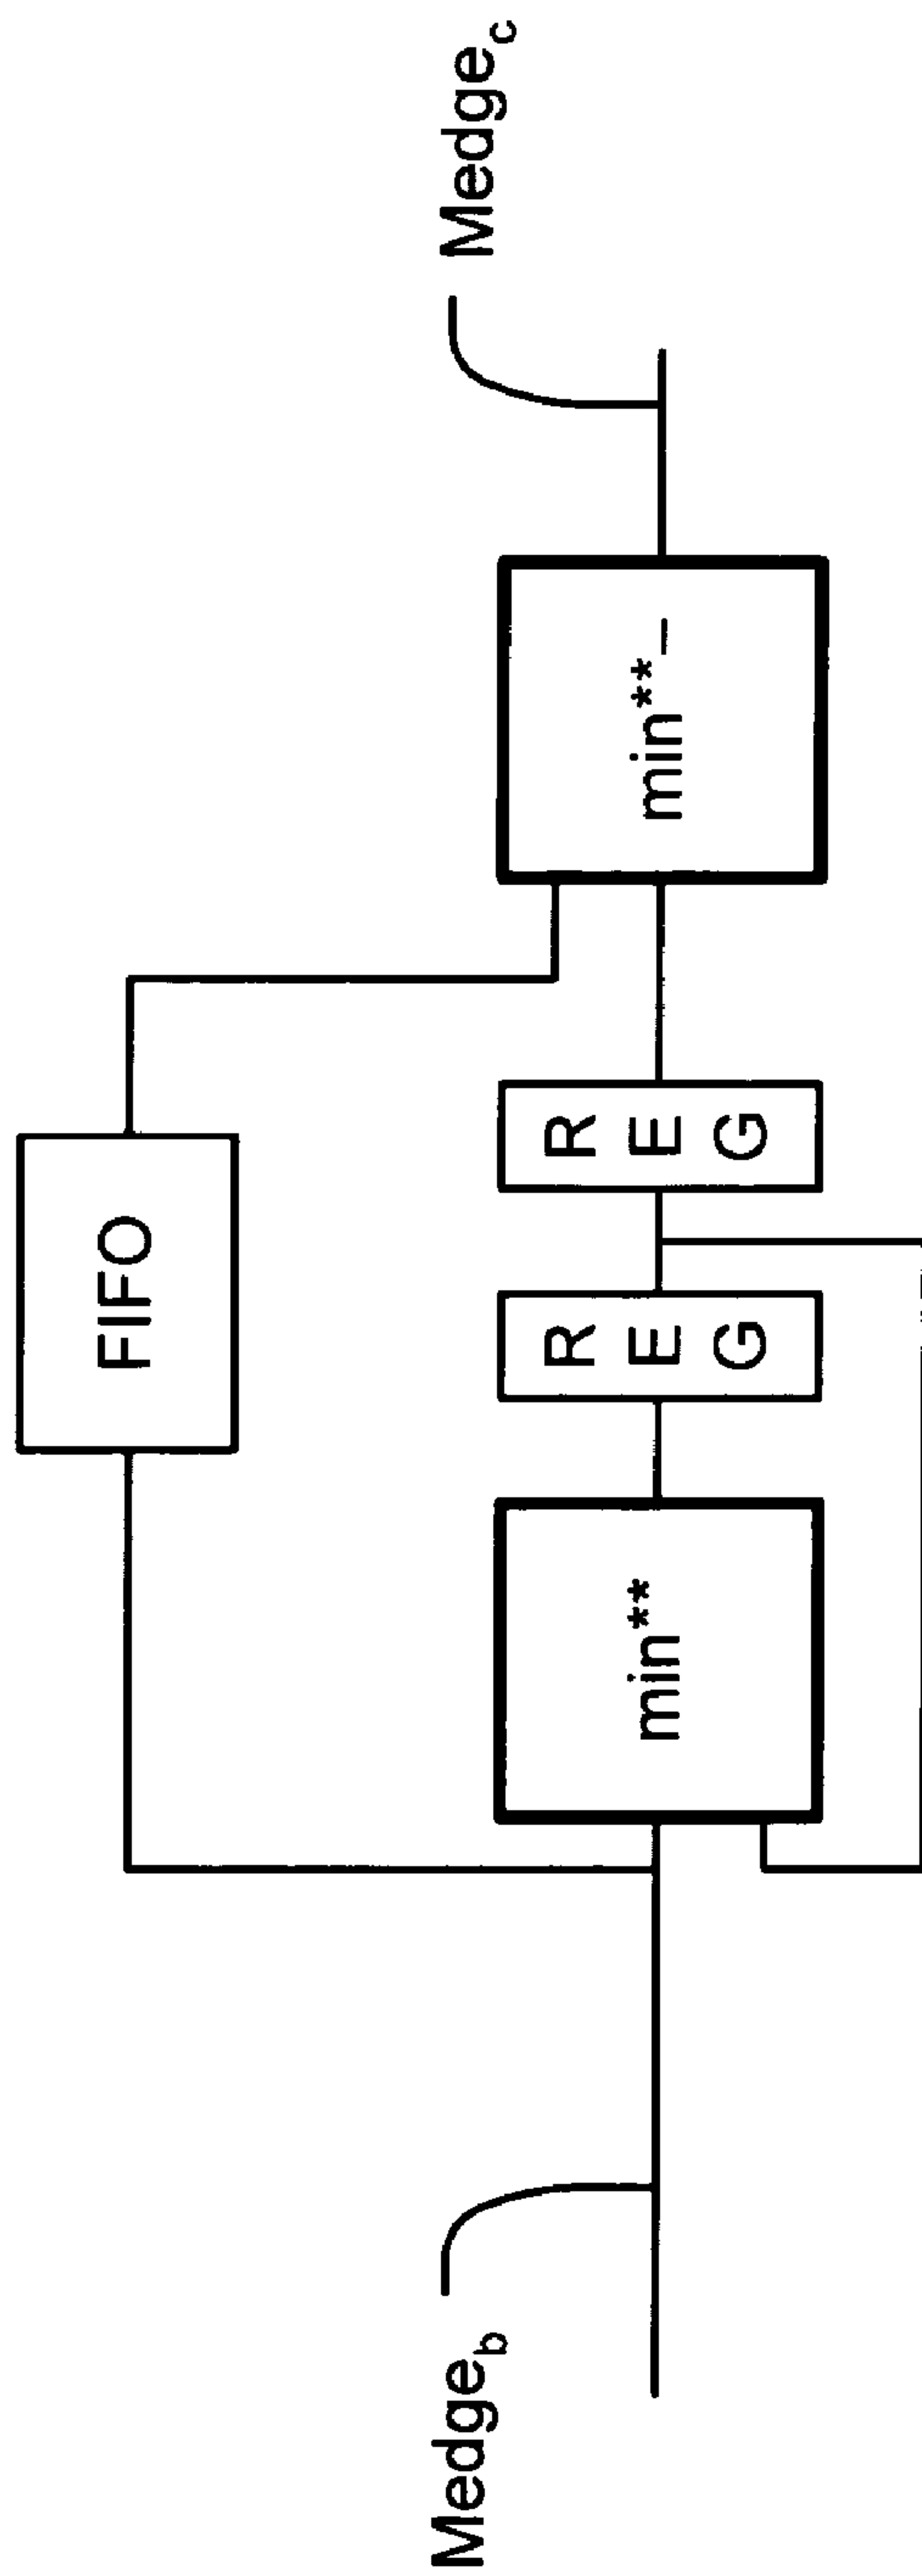 FIFO
Medge_b
Medge_c
min**
REG
REG
min**_